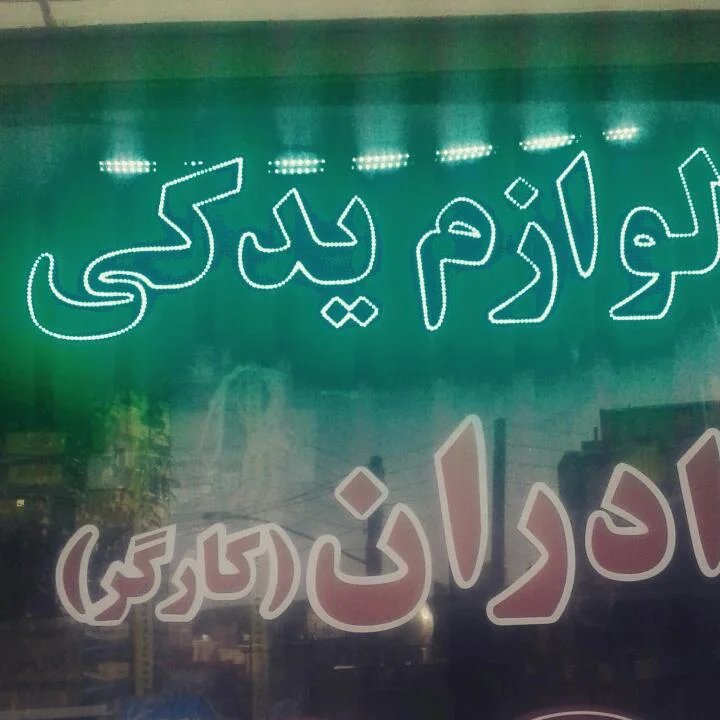 لوازم یدکی
ادران (کارگر)